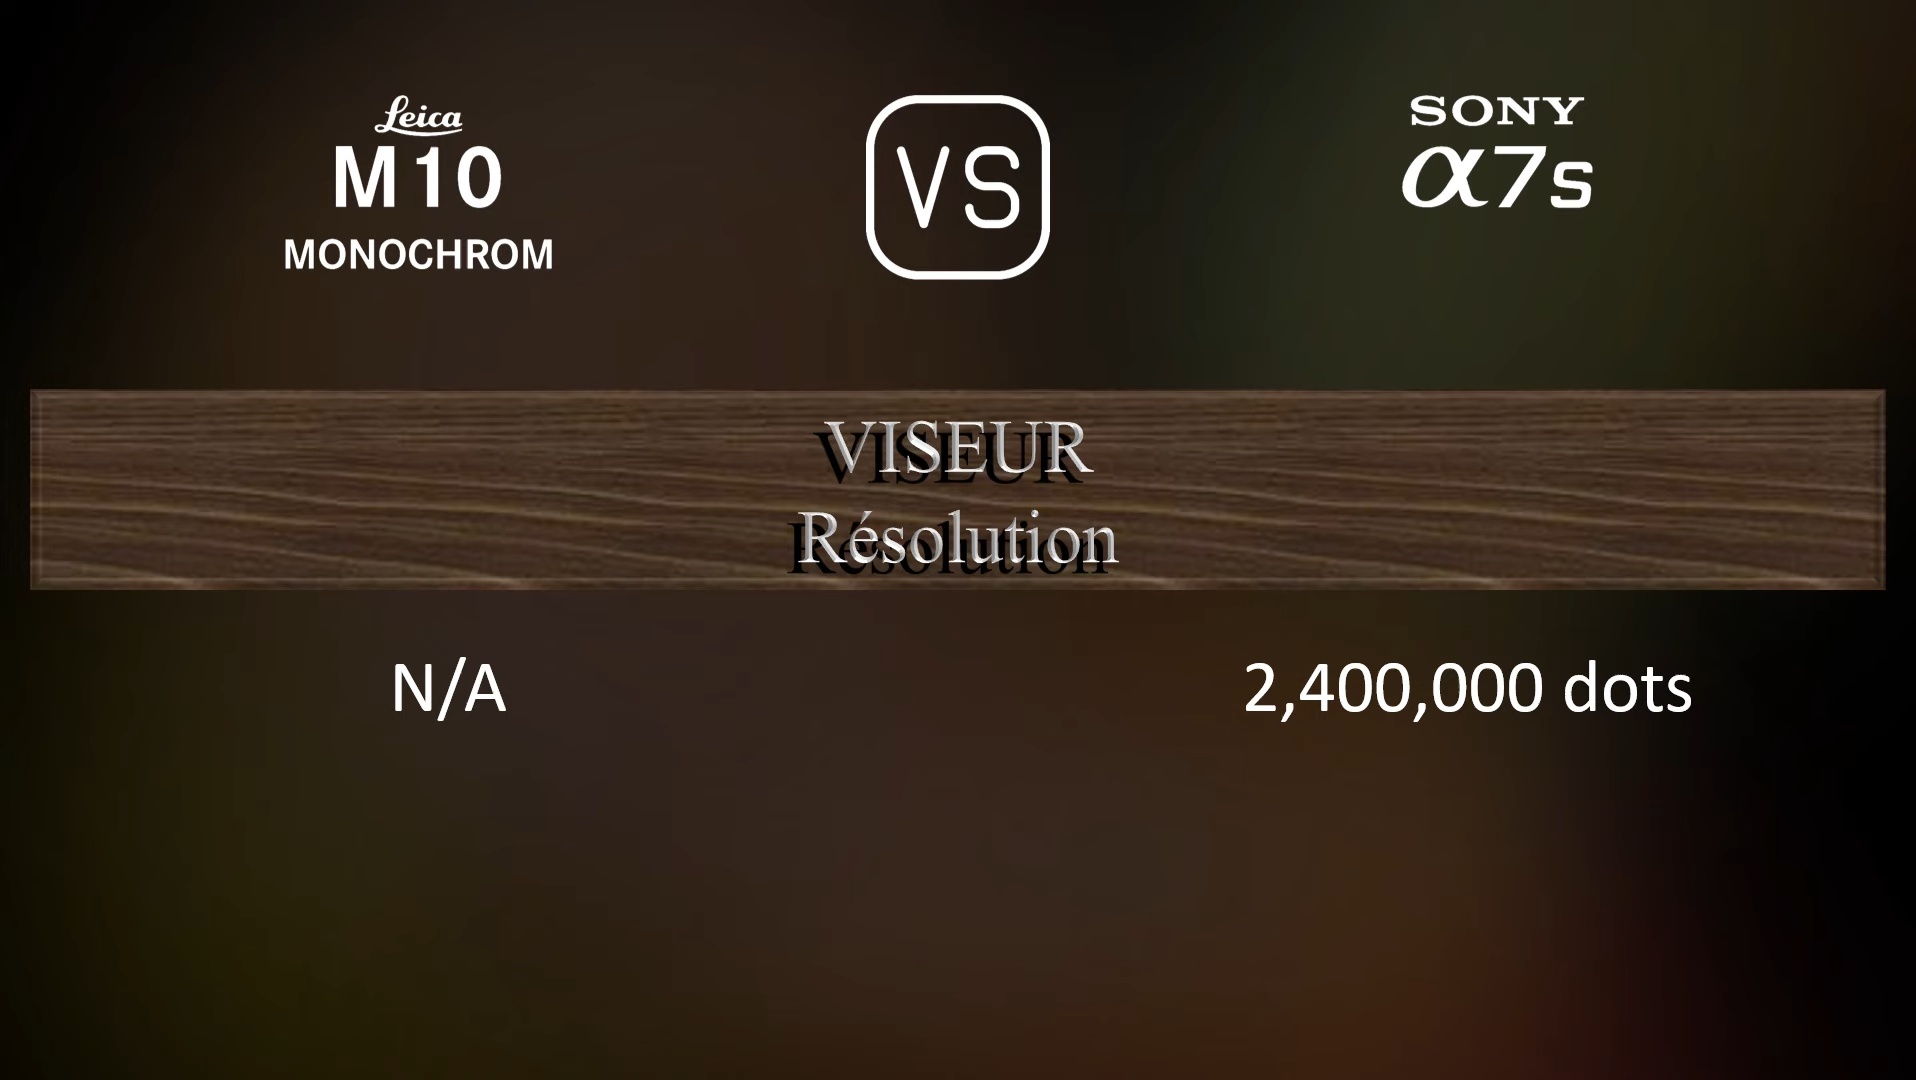 Leica
M10
MONOCHROM
VS
SONY
α7s
VISEUR
Résolution
N/A
2,400,000 dots